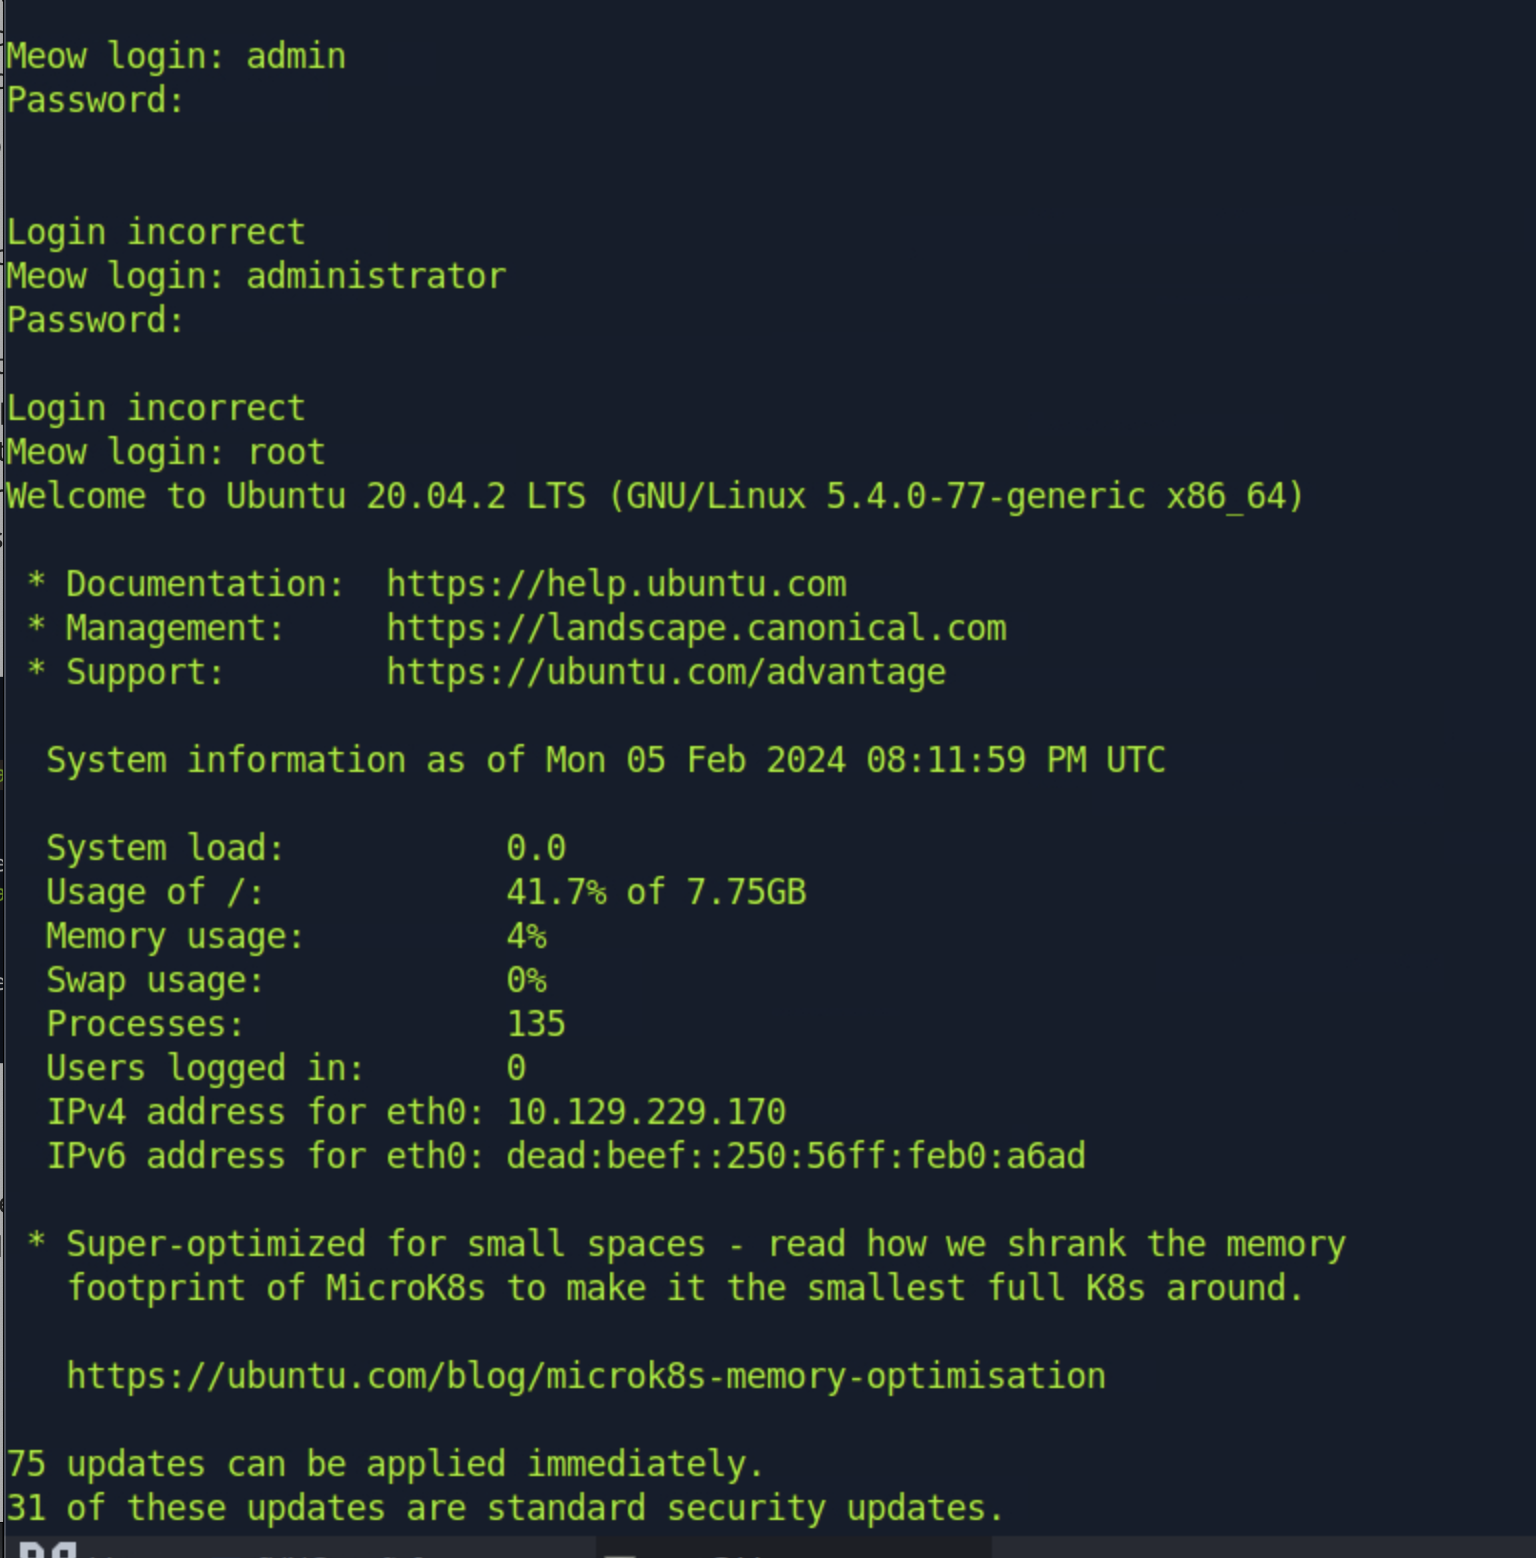 Meow login: admin
Password:
Login incorrect
Meow login: administrator
Password:
Login incorrect
Meow login: root
Welcome to Ubuntu 20.04.2 LTS (GNU/Linux 5.4.0-77-generic x86_64)
* Documentation:  https://help.ubuntu.com
* Management:     https://landscape.canonical.com
* Support:        https://ubuntu.com/advantage
System information as of Mon 05 Feb 2024 08:11:59 PM UTC
System load:           0.0
Usage of /:            41.7% of 7.75GB
Memory usage:          4%
Swap usage:            0%
Processes:             135
Users logged in:       0
IPv4 address for eth0: 10.129.229.170
IPv6 address for eth0: dead:beef::250:56ff:feb0:a6ad
* Super-optimized for small spaces - read how we shrank the memory
footprint of MicroK8s to make it the smallest full K8s around.
https://ubuntu.com/blog/microk8s-memory-optimisation
75 updates can be applied immediately.
31 of these updates are standard security updates.